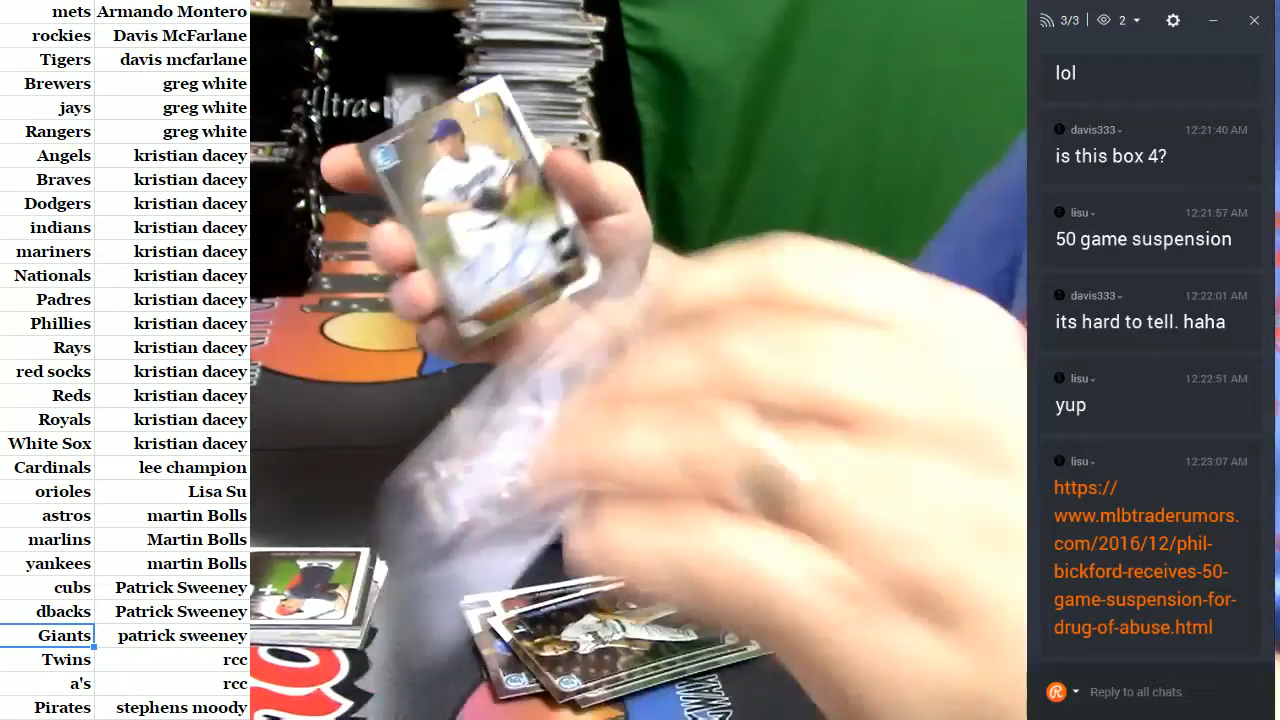 mets Armando Montero
rockies Davis McFarlane
Tigers davis mcfarlane
Brewers greg white
jays greg white
Rangers greg white
Angels kristian dacey
Braves kristian dacey
Dodgers kristian dacey
indians kristian dacey
mariners kristian dacey
Nationals kristian dacey
Padres kristian dacey
Phillies kristian dacey
Rays kristian dacey
red socks kristian dacey
Reds kristian dacey
Royals kristian dacey
White Sox kristian dacey
Cardinals lee champion
orioles Lisa Su
astros martin Bolls
marlins Martin Bolls
yankees martin Bolls
cubs Patrick Sweeney
dbacks Patrick Sweeney
Giants patrick sweeney
Twins rcc
a's rcc
Pirates stephens moody
3/3 2
lol
davis333 12:21:40 AM
is this box 4?
lisu 12:21:57 AM
50 game suspension
davis333 12:22:01 AM
its hard to tell. haha
lisu 12:22:51 AM
yup
lisu 12:23:07 AM
https://
www.mlbtraderumors.
com/2016/12/phil-
bickford-receives-50-
game-suspension-for-
drug-of-abuse.html
Reply to all chats